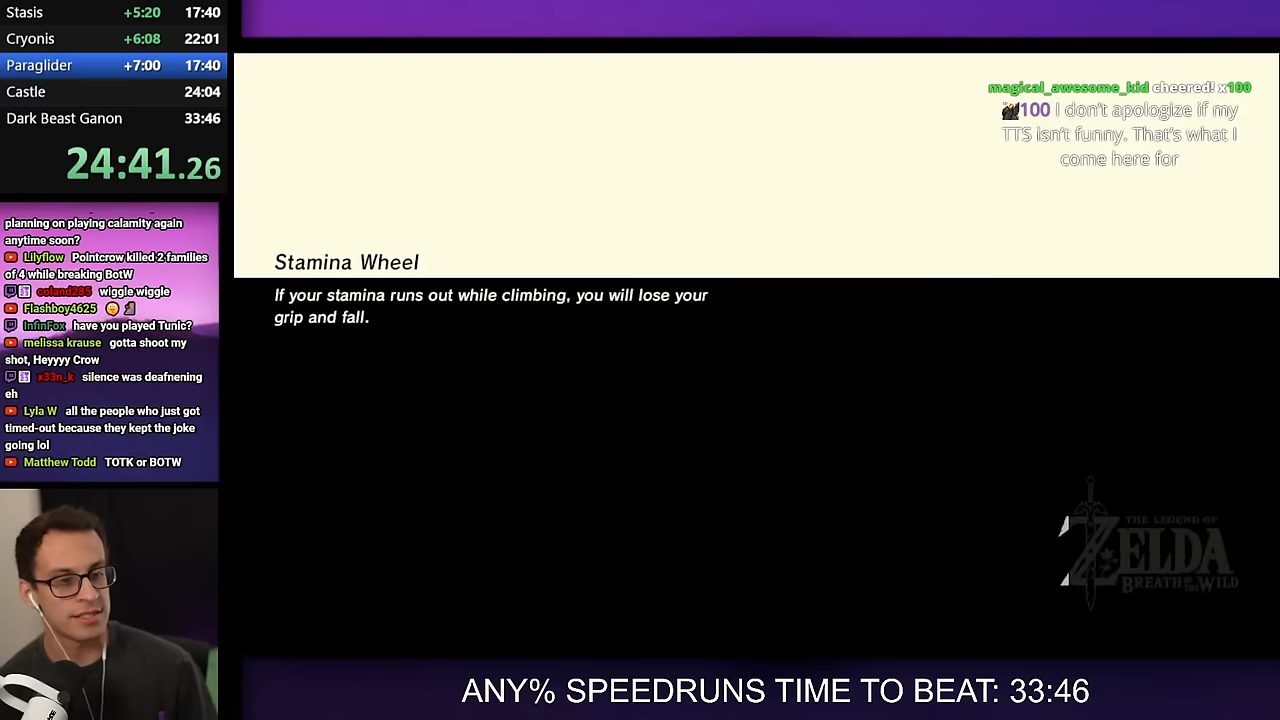 Stasis +5:20 17:40
Cryonis +6:08 22:01
Paraglider +7:00 17:40
Castle 24:04
Dark Beast Ganon 33:46
24:41.26
planning on playing calamity again
anytime soon?
Lilyflow Pointcrow killed 2 families
of 4 while breaking BotW
coland285 wiggle wiggle
Flashboy4625
InfinFox have you played Tunic?
melissa krause gotta shoot my
shot, Heyyyy Crow
x33n_k silence was deafnening
eh
Lyla W all the people who just got
timed-out because they kept the joke
going lol
Matthew Todd TOTK or BOTW
magical_awesome_kid cheered! x100
100 I don't apologize if my
TTS isn't funny. That's what I
come here for
Stamina Wheel
If your stamina runs out while climbing, you will lose your
grip and fall.
THE LEGEND OF
ZELDA
BREATH OF THE WILD
ANY% SPEEDRUNS TIME TO BEAT: 33:46